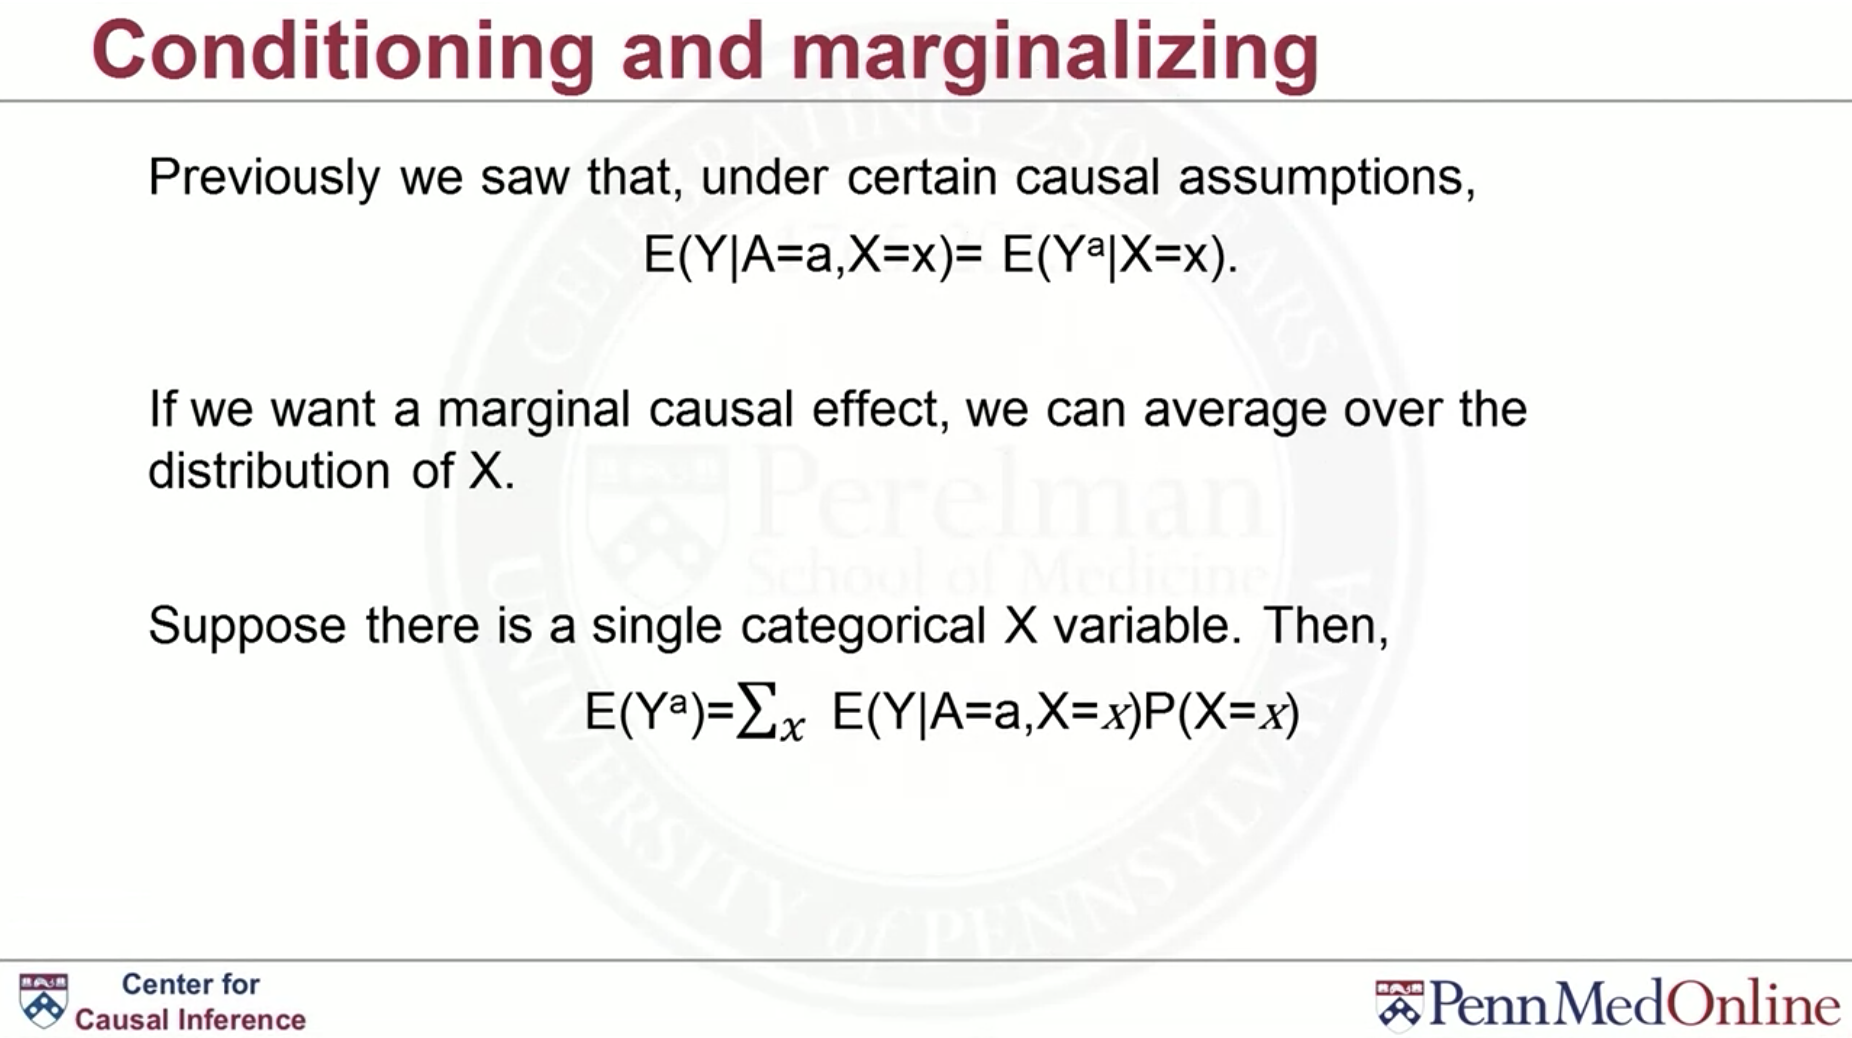 Conditioning and marginalizing
Previously we saw that, under certain causal assumptions,
E(Y|A=a,X=x)= E(Yᵃ|X=x).
If we want a marginal causal effect, we can average over the
distribution of X.
Suppose there is a single categorical X variable. Then,
E(Yᵃ)=∑ₓ E(Y|A=a,X=x)P(X=x)
CELEBRATING 250 YEARS
Perelman
School of Medicine
UNIVERSITY of PENNSYLVANIA
Center for
Causal Inference
PennMedOnline